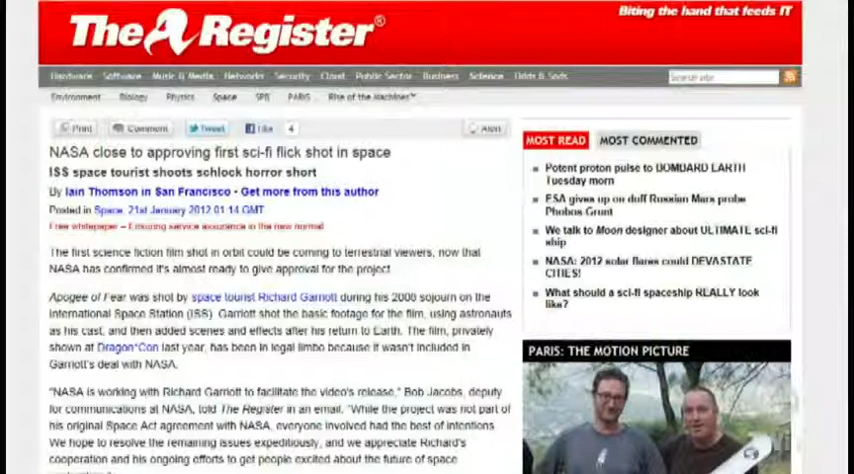 The Register®
Biting the hand that feeds IT
Hardware Software Music & Media Networks Security Cloud Public Sector Business Science Odds & Sods
Search site
Environment Biology Physics Space SPB PARIS Rise of the Machines™
Print Comment Tweet Like 4 Alert
NASA close to approving first sci-fi flick shot in space
ISS space tourist shoots schlock horror short
By Iain Thomson in San Francisco • Get more from this author
Posted in Space, 21st January 2012 01:14 GMT
Free whitepaper – Ensuring service assurance in the new normal
The first science fiction film shot in orbit could be coming to terrestrial viewers, now that
NASA has confirmed it's almost ready to give approval for the project.
Apogee of Fear was shot by space tourist Richard Garriott during his 2008 sojourn on the
International Space Station (ISS). Garriott shot the basic footage for the film, using astronauts
as his cast, and then added scenes and effects after his return to Earth. The film, privately
shown at Dragon*Con last year, has been in legal limbo because it wasn't included in
Garriott's deal with NASA.
"NASA is working with Richard Garriott to facilitate the video's release," Bob Jacobs, deputy
for communications at NASA, told The Register in an email. "While the project was not part of
his original Space Act agreement with NASA, everyone involved had the best of intentions.
We hope to resolve the remaining issues expeditiously, and we appreciate Richard's
cooperation and his ongoing efforts to get people excited about the future of space
MOST READ MOST COMMENTED
Potent proton pulse to BOMBARD EARTH
Tuesday morn
ESA gives up on duff Russian Mars probe
Phobos-Grunt
We talk to Moon designer about ULTIMATE sci-fi
ship
NASA: 2012 solar flares could DEVASTATE
CITIES!
What should a sci-fi spaceship REALLY look
like?
PARIS: THE MOTION PICTURE